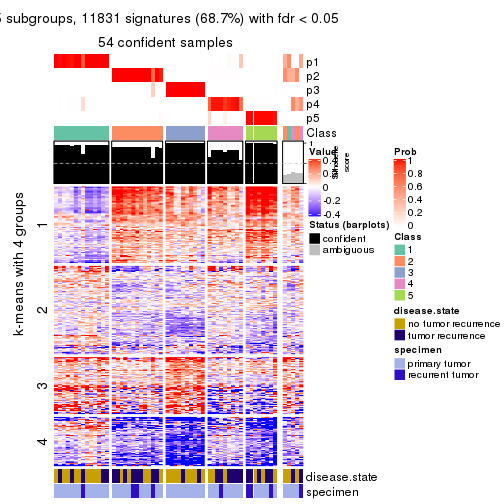 subgroups, 11831 signatures (68.7%) with fdr < 0.05
54 confident samples
p1
p2
p3
p4
p5
Class
1
0
Silhouette
score
Value
0.4
0.2
0
-0.2
-0.4
Status (barplots)
confident
ambiguous
Prob
1
0.8
0.6
0.4
0.2
0
Class
1
2
3
4
5
disease.state
no tumor recurrence
tumor recurrence
specimen
primary tumor
recurrent tumor
k-means with 4 groups
1
2
3
4
disease.state
specimen